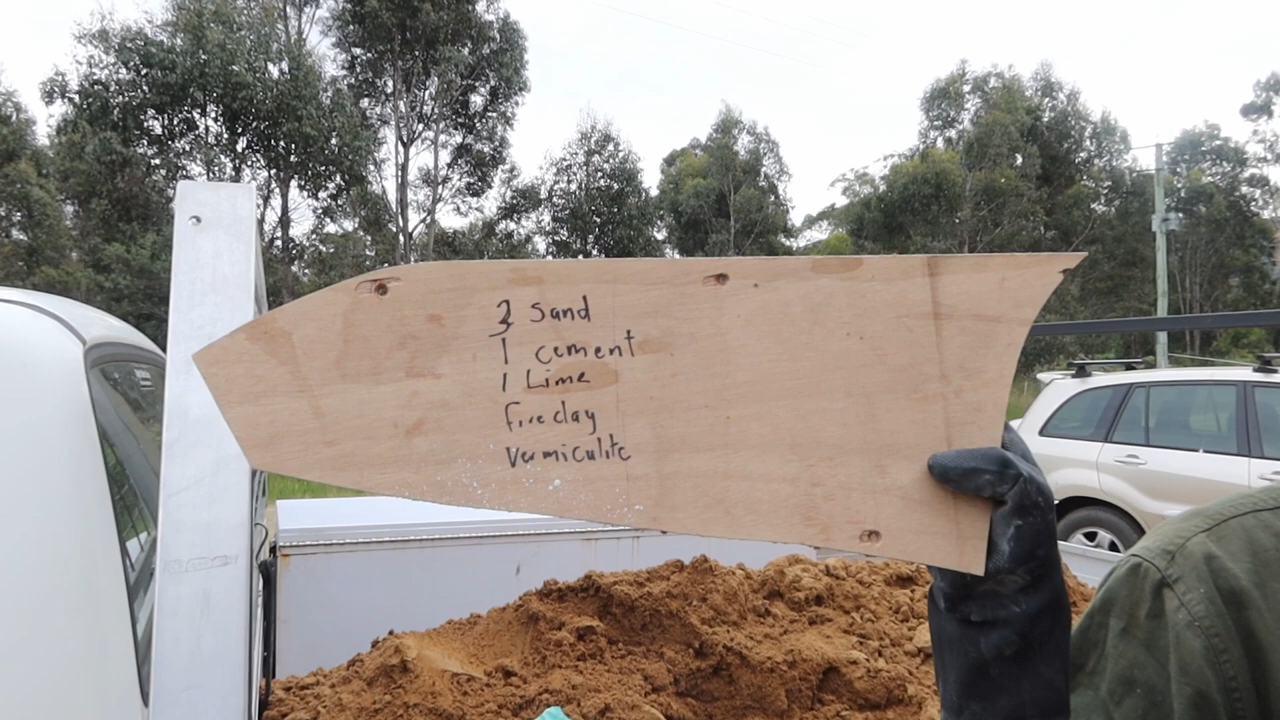 3 Sand
1 cement
1 Lime
fireclay
vermiculite